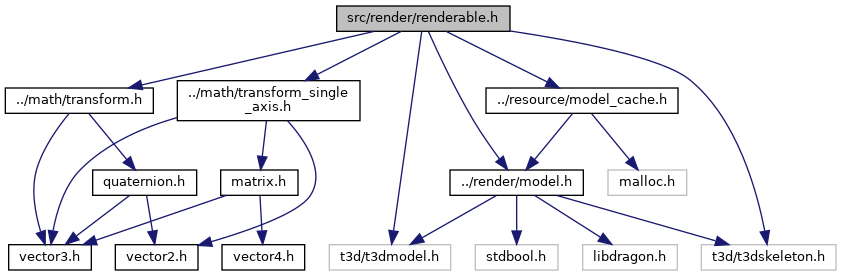 src/render/renderable.h
../math/transform.h
../math/transform_single
_axis.h
../resource/model_cache.h
quaternion.h
matrix.h
../render/model.h
malloc.h
vector3.h
vector2.h
vector4.h
t3d/t3dmodel.h
stdbool.h
libdragon.h
t3d/t3dskeleton.h